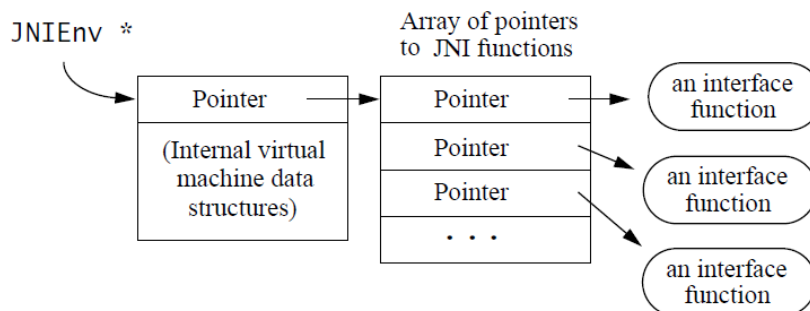 JNIEnv *
Array of pointers
to JNI functions
Pointer
(Internal virtual
machine data
structures)
Pointer
Pointer
Pointer
. . .
an interface
function
an interface
function
an interface
function